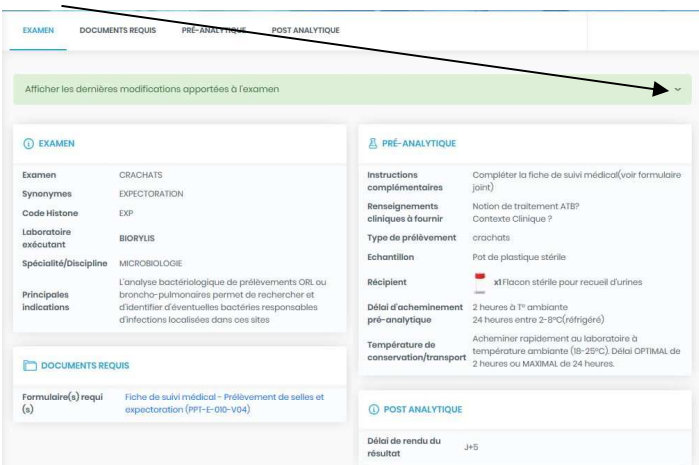 EXAMEN DOCUMENTS REQUIS PRÉ-ANALYTIQUE POST ANALYTIQUE
Afficher les dernières modifications apportées à l'examen
EXAMEN
Examen CRACHATS
Synonymes EXPECTORATION
Code Histone EXP
Laboratoire
exécutant BIORYLIS
Spécialité/Discipline MICROBIOLOGIE
Principales
indications
L'analyse bactériologique de prélèvements ORL ou
broncho-pulmonaires permet de rechercher et
d'identifier d'éventuelles bactéries responsables
d'infections localisées dans ces sites
DOCUMENTS REQUIS
Formulaire(s) requi
(s)
Fiche de suivi médical - Prélèvement de selles et
expectoration (PPT-E-010-V04)
PRÉ-ANALYTIQUE
Instructions
complémentaires
Compléter la fiche de suivi médical(voir formulaire
joint)
Renseignements
cliniques à fournir
Notion de traitement ATB?
Contexte Clinique ?
Type de prélèvement crachats
Echantillon Pot de plastique stérile
Récipient x1 Flacon stérile pour recueil d'urines
Délai d'acheminement
pré-analytique
2 heures à T° ambiante
24 heures entre 2-8°C(réfrigéré)
Température de
conservation/transport
Acheminer rapidement au laboratoire à
température ambiante (18-25°C). Délai OPTIMAL de
2 heures ou MAXIMAL de 24 heures.
POST ANALYTIQUE
Délai de rendu du
résultat
J+5